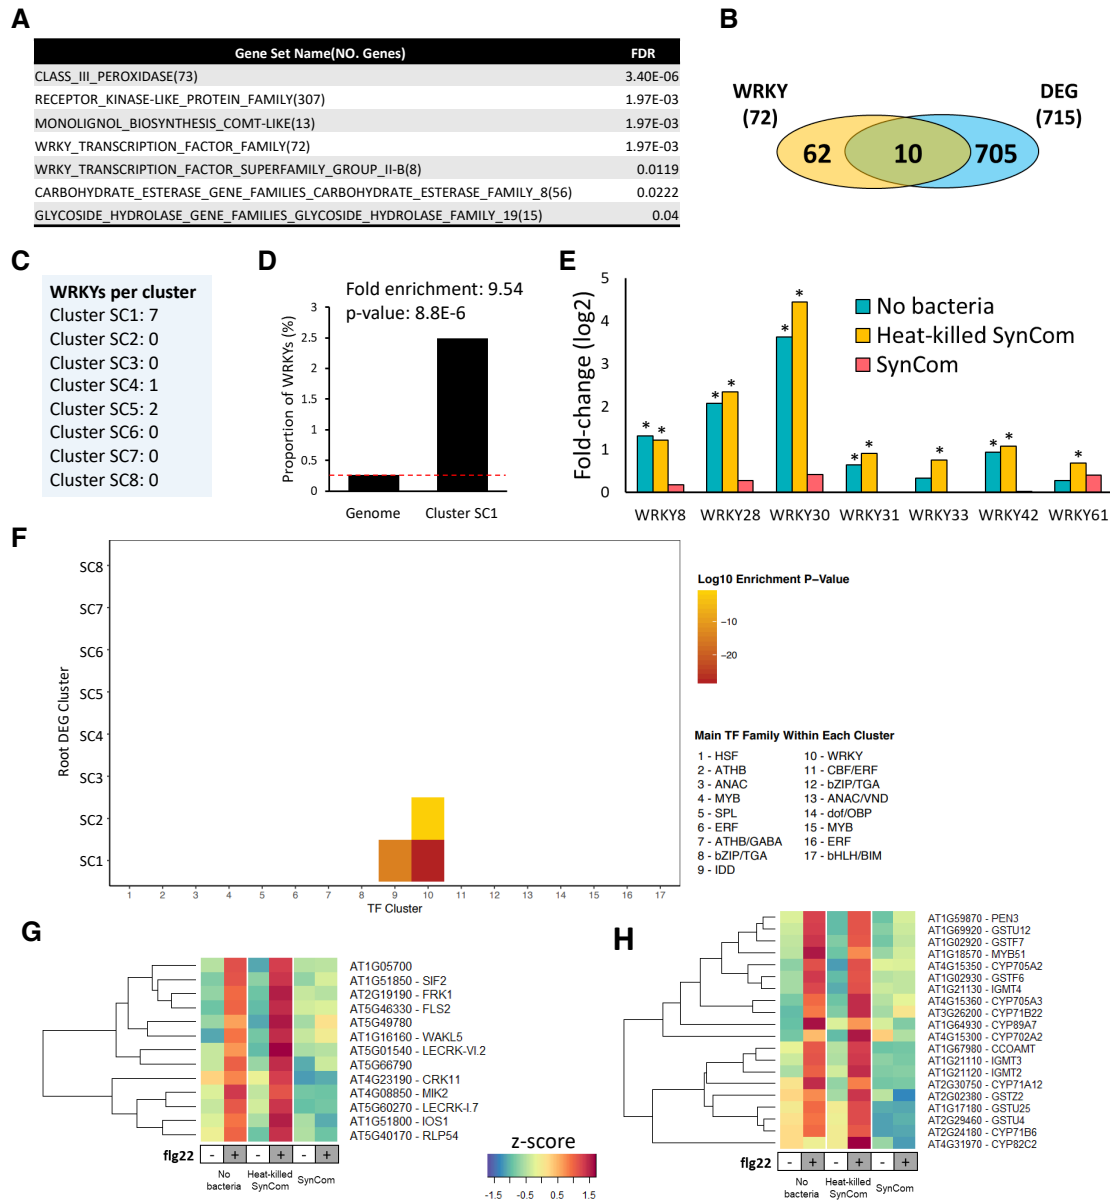 A
Gene Set Name(NO. Genes) FDR
CLASS_III_PEROXIDASE(73) 3.40E-06
RECEPTOR_KINASE-LIKE_PROTEIN_FAMILY(307) 1.97E-03
MONOLIGNOL_BIOSYNTHESIS_COMT-LIKE(13) 1.97E-03
WRKY_TRANSCRIPTION_FACTOR_FAMILY(72) 1.97E-03
WRKY_TRANSCRIPTION_FACTOR_SUPERFAMILY_GROUP_II-B(8) 0.0119
CARBOHYDRATE_ESTERASE_GENE_FAMILIES_CARBOHYDRATE_ESTERASE_FAMILY_8(56) 0.0222
GLYCOSIDE_HYDROLASE_GENE_FAMILIES_GLYCOSIDE_HYDROLASE_FAMILY_19(15) 0.04
B
WRKY DEG
(72) (715)
62 10 705
C
WRKYs per cluster
Cluster SC1: 7
Cluster SC2: 0
Cluster SC3: 0
Cluster SC4: 1
Cluster SC5: 2
Cluster SC6: 0
Cluster SC7: 0
Cluster SC8: 0
D
Fold enrichment: 9.54
p-value: 8.8E-6
Proportion of WRKYs (%)
3
2.5
2
1.5
1
0.5
0
Genome Cluster SC1
E
Fold-change (log2)
5
4
3
2
1
0
No bacteria
Heat-killed SynCom
SynCom
* * * * * * * * * * * *
WRKY8 WRKY28 WRKY30 WRKY31 WRKY33 WRKY42 WRKY61
F
Root DEG Cluster
SC8
SC7
SC6
SC5
SC4
SC3
SC2
SC1
1 2 3 4 5 6 7 8 9 10 11 12 13 14 15 16 17
TF Cluster
Log10 Enrichment P-Value
-10
-20
Main TF Family Within Each Cluster
1 - HSF
2 - ATHB
3 - ANAC
4 - MYB
5 - SPL
6 - ERF
7 - ATHB/GABA
8 - bZIP/TGA
9 - IDD
10 - WRKY
11 - CBF/ERF
12 - bZIP/TGA
13 - ANAC/VND
14 - dof/OBP
15 - MYB
16 - ERF
17 - bHLH/BIM
G
AT1G05700
AT1G51850 - SIF2
AT2G19190 - FRK1
AT5G46330 - FLS2
AT5G49780
AT1G16160 - WAKL5
AT5G01540 - LECRK-VI.2
AT5G66790
AT4G23190 - CRK11
AT4G08850 - MIK2
AT5G60270 - LECRK-I.7
AT1G51800 - IOS1
AT5G40170 - RLP54
flg22 - + - + - +
No bacteria
Heat-killed SynCom
SynCom
z-score
-1.5 -0.5 0.5 1.5
H
AT1G59870 - PEN3
AT1G69920 - GSTU12
AT1G02920 - GSTF7
AT1G18570 - MYB51
AT4G15350 - CYP705A2
AT1G02930 - GSTF6
AT1G21130 - IGMT4
AT4G15360 - CYP705A3
AT3G26200 - CYP71B22
AT1G64930 - CYP89A7
AT4G15300 - CYP702A2
AT1G67980 - CCOAMT
AT1G21110 - IGMT3
AT1G21120 - IGMT2
AT2G30750 - CYP71A12
AT2G02380 - GSTZ2
AT1G17180 - GSTU25
AT2G29460 - GSTU4
AT2G24180 - CYP71B6
AT4G31970 - CYP82C2
flg22 - + - + - +
No bacteria
Heat-killed SynCom
SynCom